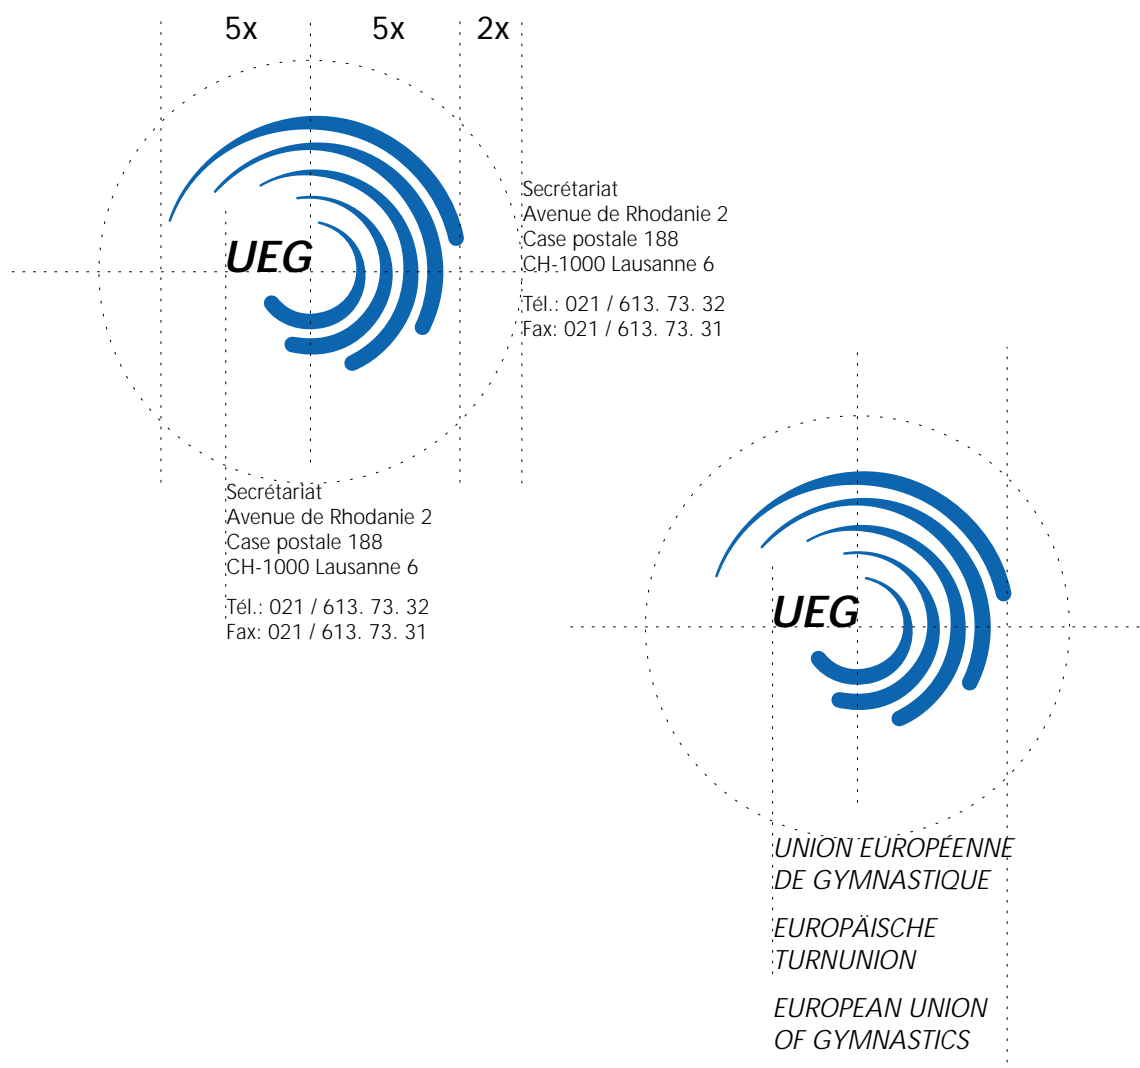 5x 5x 2x
Secrétariat
Avenue de Rhodanie 2
Case postale 188
CH-1000 Lausanne 6
Tél.: 021 / 613. 73. 32
Fax: 021 / 613. 73. 31
UEG
Secrétariat
Avenue de Rhodanie 2
Case postale 188
CH-1000 Lausanne 6
Tél.: 021 / 613. 73. 32
Fax: 021 / 613. 73. 31
UEG
UNION EUROPÉENNE
DE GYMNASTIQUE
EUROPÄISCHE
TURNUNION
EUROPEAN UNION
OF GYMNASTICS